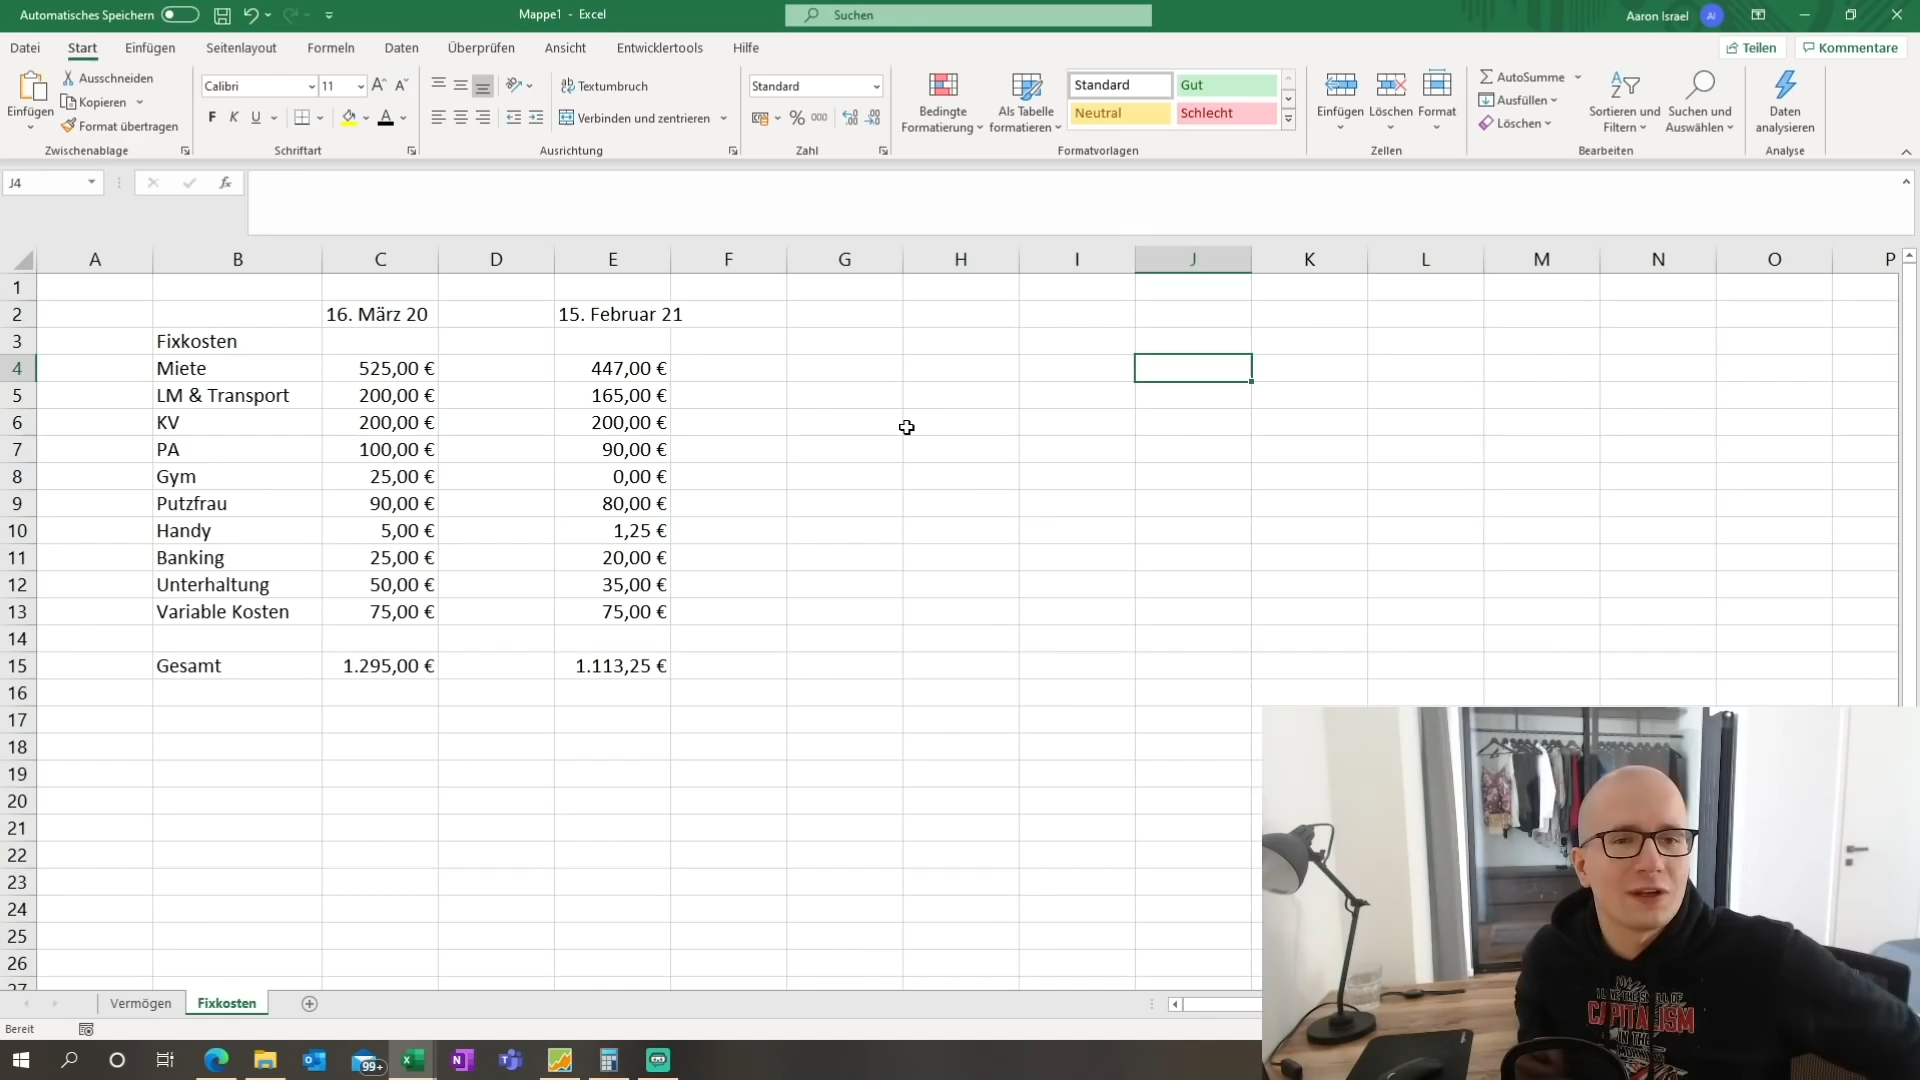 Automatisches Speichern
Mappe1 - Excel
Suchen
Aaron Israel
AI
Datei
Start
Einfügen
Seitenlayout
Formeln
Daten
Überprüfen
Ansicht
Entwicklertools
Hilfe
Teilen
Kommentare
Einfügen
Ausschneiden
Kopieren
Format übertragen
Zwischenablage
Calibri
11
F K U
Schriftart
Textumbruch
Verbinden und zentrieren
Ausrichtung
Standard
% 000
Zahl
Bedingte
Formatierung
Als Tabelle
formatieren
Standard
Gut
Neutral
Schlecht
Formatvorlagen
Einfügen
Löschen
Format
Zellen
AutoSumme
Ausfüllen
Löschen
Sortieren und
Filtern
Suchen und
Auswählen
Bearbeiten
Daten
analysieren
Analyse
J4
fx
A B C D E F G H I J K L M N O P
1
2 16. März 20 15. Februar 21
3 Fixkosten
4 Miete 525,00 € 447,00 €
5 LM & Transport 200,00 € 165,00 €
6 KV 200,00 € 200,00 €
7 PA 100,00 € 90,00 €
8 Gym 25,00 € 0,00 €
9 Putzfrau 90,00 € 80,00 €
10 Handy 5,00 € 1,25 €
11 Banking 25,00 € 20,00 €
12 Unterhaltung 50,00 € 35,00 €
13 Variable Kosten 75,00 € 75,00 €
14
15 Gesamt 1.295,00 € 1.113,25 €
16
17
18
19
20
21
22
23
24
25
26
27
Vermögen
Fixkosten
Bereit
99+
CAPITALISM
IN THE
MORNING